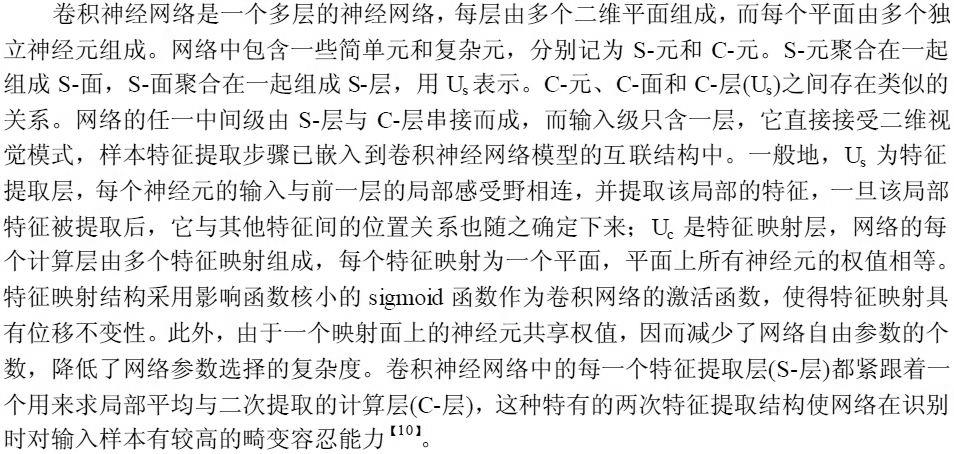 卷积神经网络是一个多层的神经网络，每层由多个二维平面组成，而每个平面由多个独
立神经元组成。网络中包含一些简单元和复杂元，分别记为 S-元和 C-元。S-元聚合在一起
组成 S-面，S-面聚合在一起组成 S-层，用 Us 表示。C-元、C-面和 C-层(Us)之间存在类似的
关系。网络的任一中间级由 S-层与 C-层串接而成，而输入级只含一层，它直接接受二维视
觉模式，样本特征提取步骤已嵌入到卷积神经网络模型的互联结构中。一般地，Us 为特征
提取层，每个神经元的输入与前一层的局部感受野相连，并提取该局部的特征，一旦该局部
特征被提取后，它与其他特征间的位置关系也随之确定下来；Uc 是特征映射层，网络的每
个计算层由多个特征映射组成，每个特征映射为一个平面，平面上所有神经元的权值相等。
特征映射结构采用影响函数核小的 sigmoid 函数作为卷积网络的激活函数，使得特征映射具
有位移不变性。此外，由于一个映射面上的神经元共享权值，因而减少了网络自由参数的个
数，降低了网络参数选择的复杂度。卷积神经网络中的每一个特征提取层(S-层)都紧跟着一
个用来求局部平均与二次提取的计算层(C-层)，这种特有的两次特征提取结构使网络在识别
时对输入样本有较高的畸变容忍能力【10】。